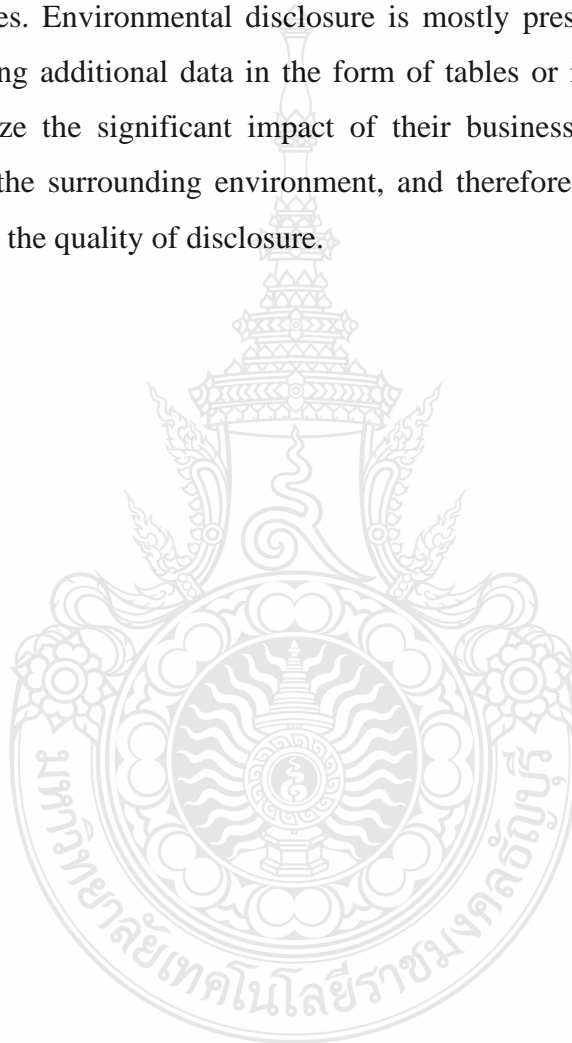 es. Environmental disclosure is mostly pres
ng additional data in the form of tables or
ze the significant impact of their business
the surrounding environment, and therefore
the quality of disclosure.
มหาวิทยาลัยเทคโนโลยีราชมงคลธัญบุรี